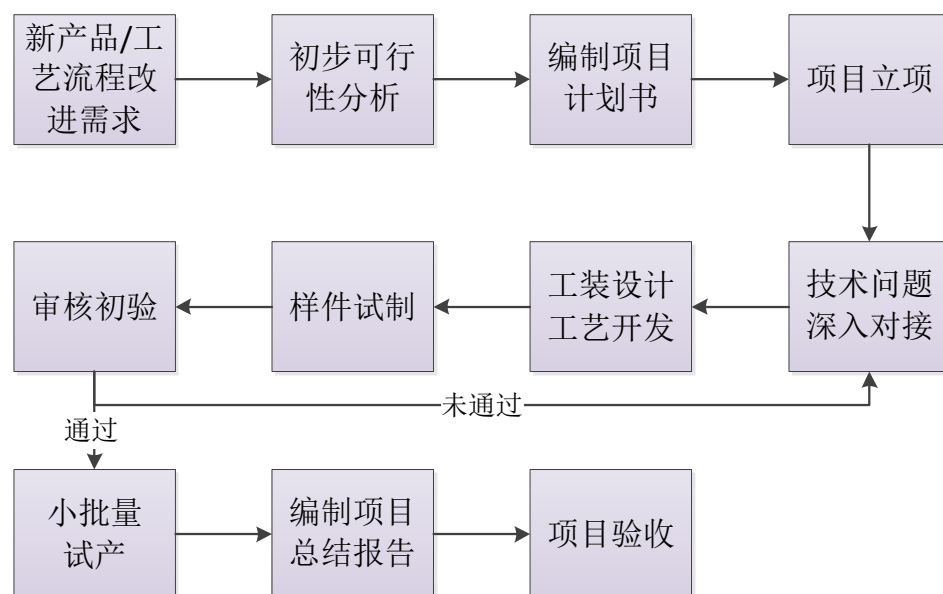 新产品/工
艺流程改
进需求
初步可行
性分析
编制项目
计划书
项目立项
审核初验
样件试制
工装设计
工艺开发
技术问题
深入对接
未通过
通过
小批量
试产
编制项目
总结报告
项目验收